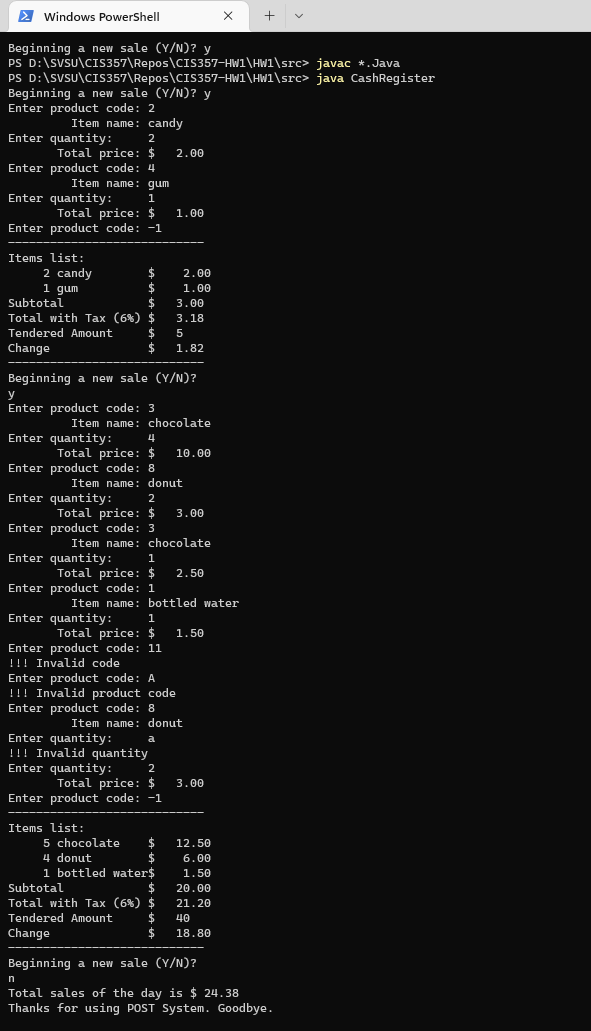 Windows PowerShell
Beginning a new sale (Y/N)? y
PS D:\SVSU\CIS357\Repos\CIS357-HW1\HW1\src> javac *.Java
PS D:\SVSU\CIS357\Repos\CIS357-HW1\HW1\src> java CashRegister
Beginning a new sale (Y/N)? y
Enter product code: 2
         Item name: candy
Enter quantity:     2
       Total price: $   2.00
Enter product code: 4
         Item name: gum
Enter quantity:     1
       Total price: $   1.00
Enter product code: -1
----------------------------
Items list:
     2 candy        $    2.00
     1 gum          $    1.00
Subtotal            $   3.00
Total with Tax (6%) $   3.18
Tendered Amount     $   5
Change              $   1.82
----------------------------
Beginning a new sale (Y/N)?
y
Enter product code: 3
         Item name: chocolate
Enter quantity:     4
       Total price: $   10.00
Enter product code: 8
         Item name: donut
Enter quantity:     2
       Total price: $   3.00
Enter product code: 3
         Item name: chocolate
Enter quantity:     1
       Total price: $   2.50
Enter product code: 1
         Item name: bottled water
Enter quantity:     1
       Total price: $   1.50
Enter product code: 11
!!! Invalid code
Enter product code: A
!!! Invalid product code
Enter product code: 8
         Item name: donut
Enter quantity:     a
!!! Invalid quantity
Enter quantity:     2
       Total price: $   3.00
Enter product code: -1
----------------------------
Items list:
     5 chocolate    $   12.50
     4 donut        $    6.00
     1 bottled water$    1.50
Subtotal            $   20.00
Total with Tax (6%) $   21.20
Tendered Amount     $   40
Change              $   18.80
----------------------------
Beginning a new sale (Y/N)?
n
Total sales of the day is $ 24.38
Thanks for using POST System. Goodbye.